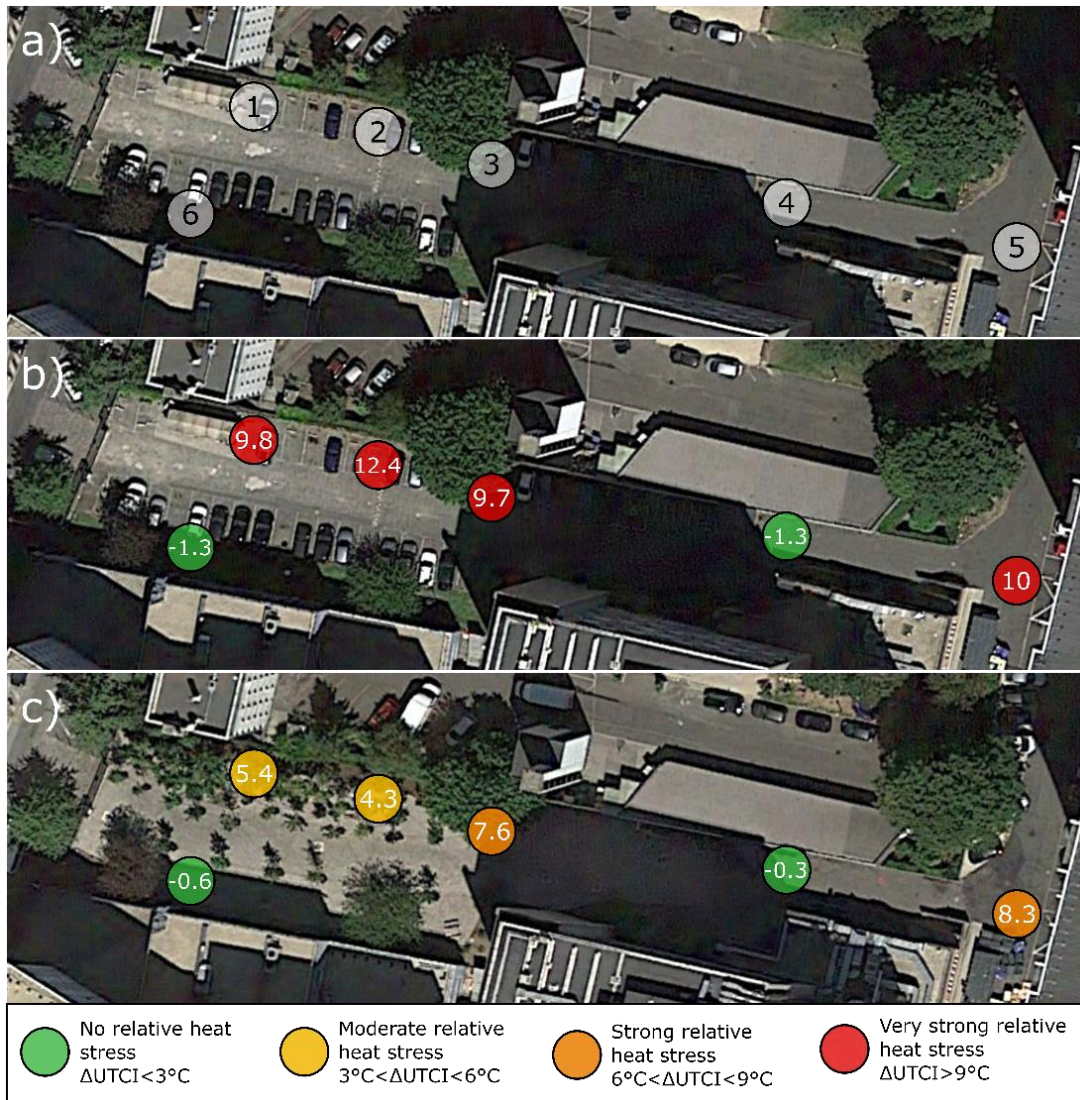 a)
1
2
3
4
5
6
b)
9.8
12.4
9.7
-1.3
-1.3
10
c)
5.4
4.3
7.6
-0.6
-0.3
8.3
No relative heat
stress
ΔUTCI<3°C
Moderate relative
heat stress
3°C<ΔUTCI<6°C
Strong relative
heat stress
6°C<ΔUTCI<9°C
Very strong relative
heat stress
ΔUTCI>9°C